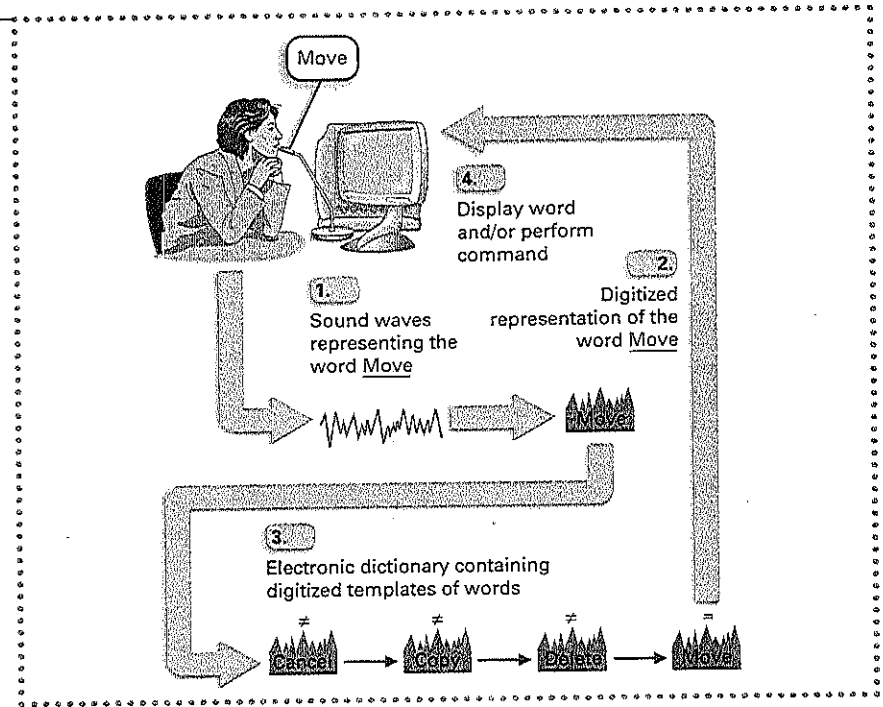 Move
4.
Display word
and/or perform
command
2.
Digitized
representation of the
word Move
1.
Sound waves
representing the
word Move
Move
3.
Electronic dictionary containing
digitized templates of words
≠ ≠ ≠ =
Cancel Copy Delete Move